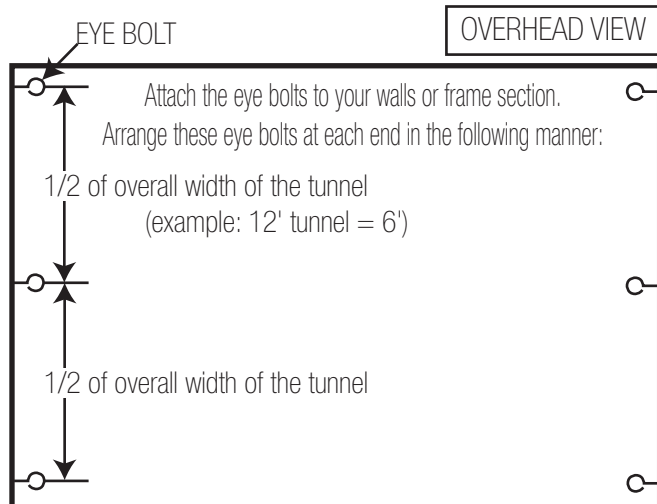 EYE BOLT
OVERHEAD VIEW
Attach the eye bolts to your walls or frame section.
Arrange these eye bolts at each end in the following manner:
1/2 of overall width of the tunnel
(example: 12' tunnel = 6')
1/2 of overall width of the tunnel